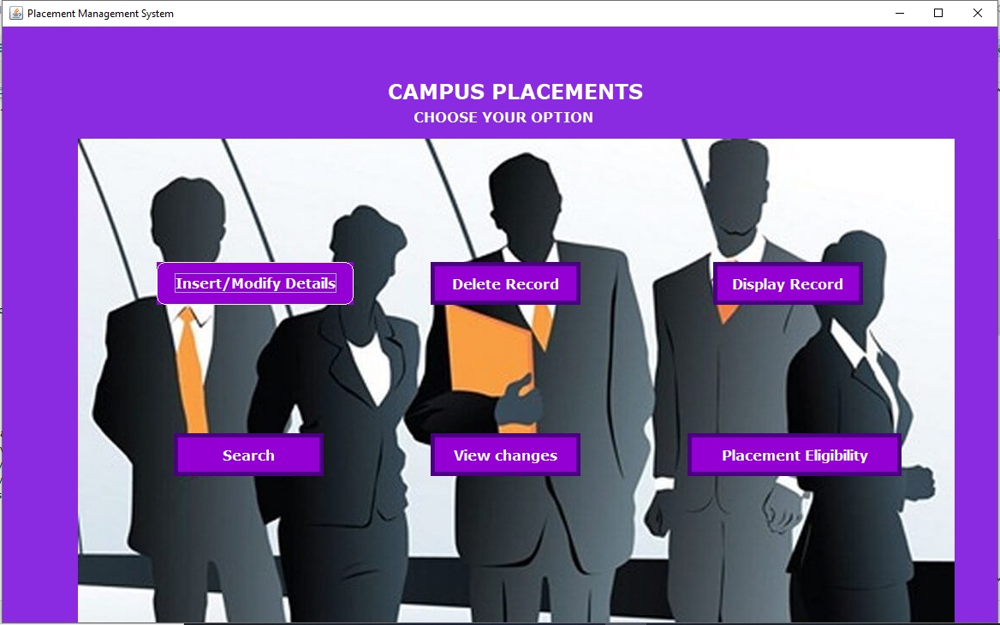 Placement Management System
CAMPUS PLACEMENTS
CHOOSE YOUR OPTION
Insert/Modify Details
Delete Record
Display Record
Search
View changes
Placement Eligibility